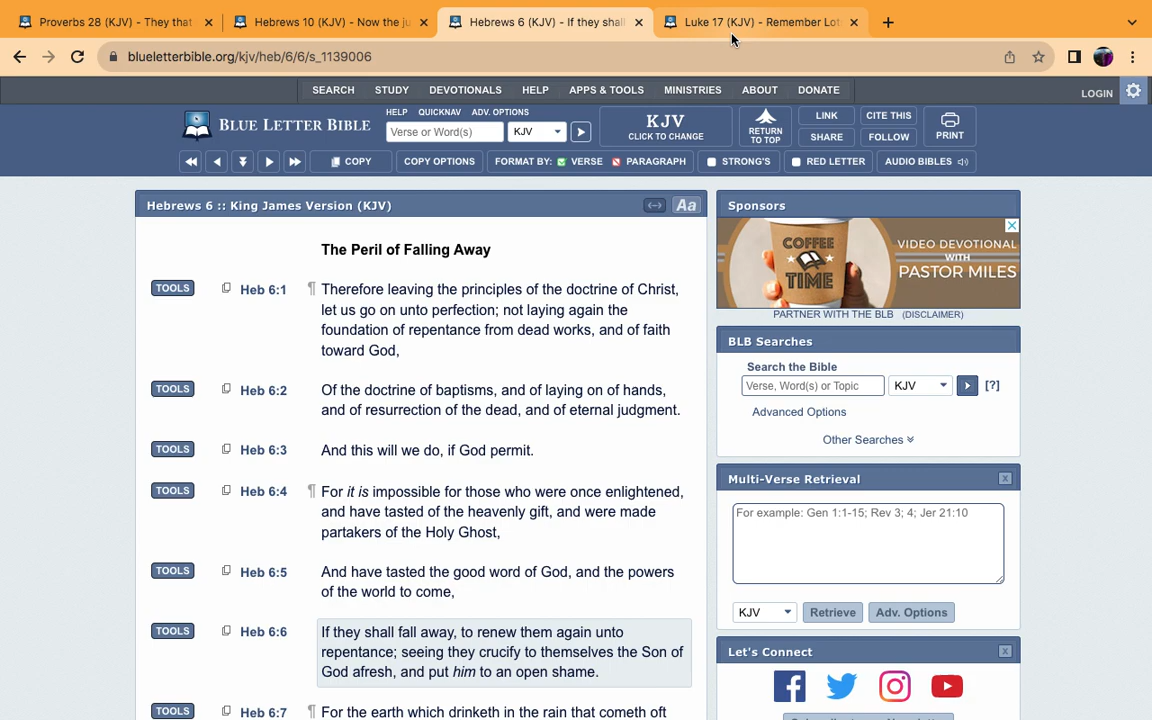 Proverbs 28 (KJV) - They that
Hebrews 10 (KJV) - Now the ju
Hebrews 6 (KJV) - If they shall
Luke 17 (KJV) - Remember Lot
blueletterbible.org/kjv/heb/6/6/s_1139006
SEARCH STUDY DEVOTIONALS HELP APPS & TOOLS MINISTRIES ABOUT DONATE
LOGIN
BLUE LETTER BIBLE
HELP QUICKNAV ADV. OPTIONS
Verse or Word(s) KJV
KJV
CLICK TO CHANGE
RETURN
TO TOP
LINK CITE THIS
SHARE FOLLOW
PRINT
COPY COPY OPTIONS FORMAT BY: VERSE PARAGRAPH STRONG'S RED LETTER AUDIO BIBLES
Hebrews 6 :: King James Version (KJV)
Aa
The Peril of Falling Away
TOOLS Heb 6:1 ¶ Therefore leaving the principles of the doctrine of Christ,
let us go on unto perfection; not laying again the
foundation of repentance from dead works, and of faith
toward God,
TOOLS Heb 6:2 Of the doctrine of baptisms, and of laying on of hands,
and of resurrection of the dead, and of eternal judgment.
TOOLS Heb 6:3 And this will we do, if God permit.
TOOLS Heb 6:4 ¶ For it is impossible for those who were once enlightened,
and have tasted of the heavenly gift, and were made
partakers of the Holy Ghost,
TOOLS Heb 6:5 And have tasted the good word of God, and the powers
of the world to come,
TOOLS Heb 6:6 If they shall fall away, to renew them again unto
repentance; seeing they crucify to themselves the Son of
God afresh, and put him to an open shame.
TOOLS Heb 6:7 ¶ For the earth which drinketh in the rain that cometh oft
Sponsors
COFFEE
TIME
VIDEO DEVOTIONAL
WITH
PASTOR MILES
PARTNER WITH THE BLB (DISCLAIMER)
BLB Searches
Search the Bible
Verse, Word(s) or Topic KJV [?]
Advanced Options
Other Searches
Multi-Verse Retrieval x
For example: Gen 1:1-15; Rev 3; 4; Jer 21:10
KJV Retrieve Adv. Options
Let's Connect x